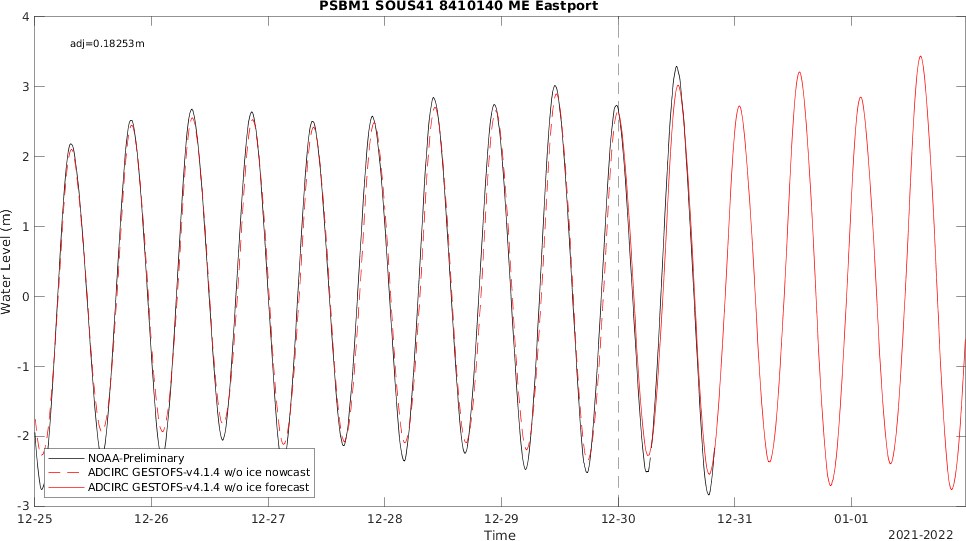 PSBM1 SOUS41 8410140 ME Eastport
adj=0.18253m
4
3
2
1
0
-1
-2
-3
Water Level (m)
NOAA-Preliminary
ADCIRC GESTOFS-v4.1.4 w/o ice nowcast
ADCIRC GESTOFS-v4.1.4 w/o ice forecast
12-25 12-26 12-27 12-28 12-29 12-30 12-31 01-01
Time
2021-2022